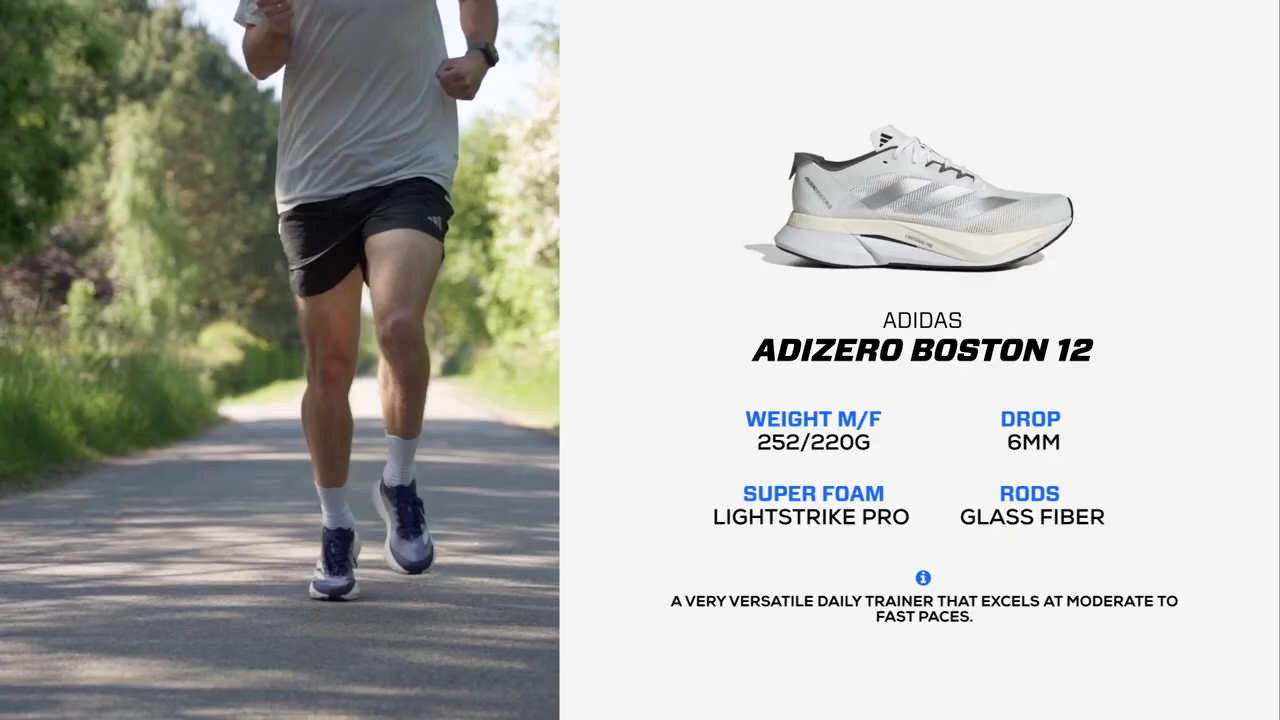 ADIDAS
ADIZERO BOSTON 12
WEIGHT M/F
252/220G
DROP
6MM
SUPER FOAM
LIGHTSTRIKE PRO
RODS
GLASS FIBER
A VERY VERSATILE DAILY TRAINER THAT EXCELS AT MODERATE TO
FAST PACES.